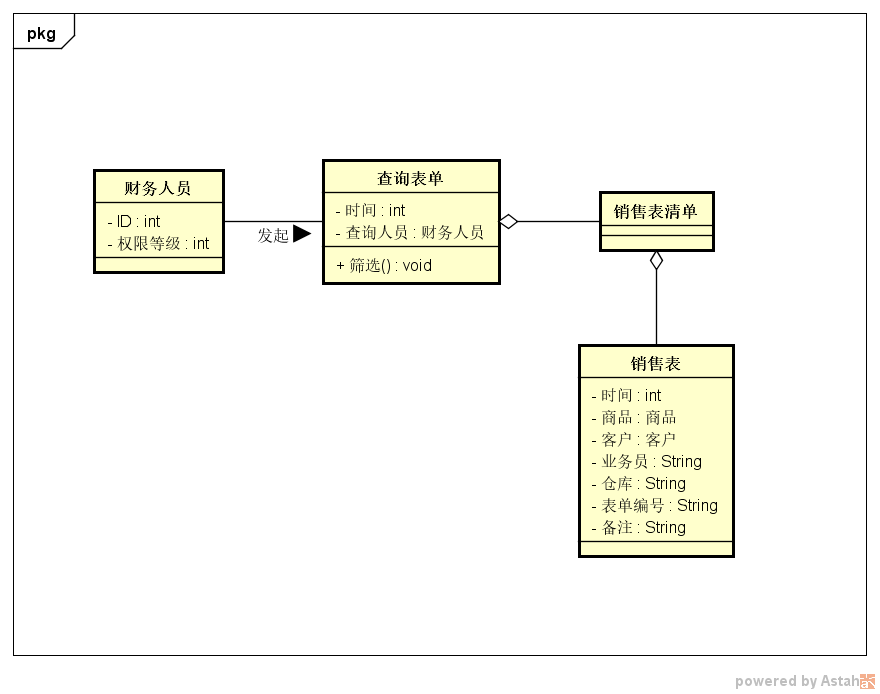 pkg
财务人员
- ID : int
- 权限等级 : int
发起
查询表单
- 时间 : int
- 查询人员 : 财务人员
+ 筛选() : void
销售表清单
销售表
- 时间 : int
- 商品 : 商品
- 客户 : 客户
- 业务员 : String
- 仓库 : String
- 表单编号 : String
- 备注 : String
powered by Astah